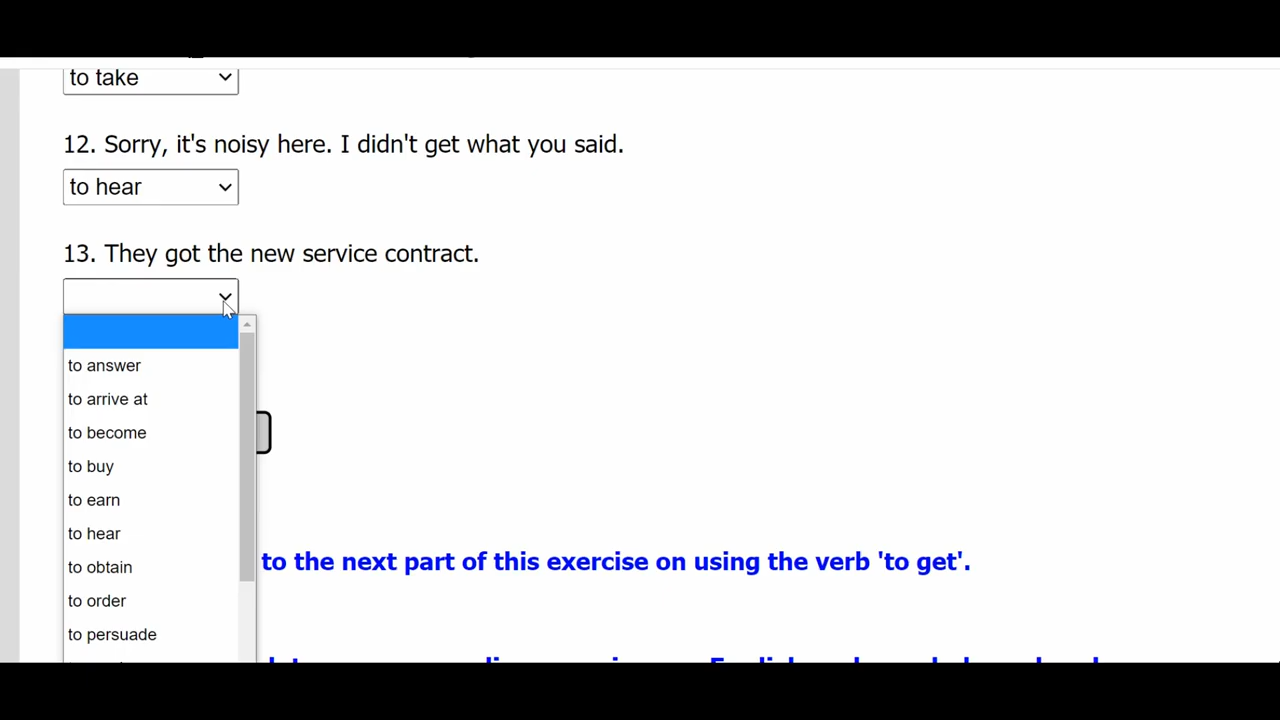 to take
12. Sorry, it's noisy here. I didn't get what you said.
to hear
13. They got the new service contract.
to answer
to arrive at
to become
to buy
to earn
to hear
to obtain
to the next part of this exercise on using the verb 'to get'.
to order
to persuade